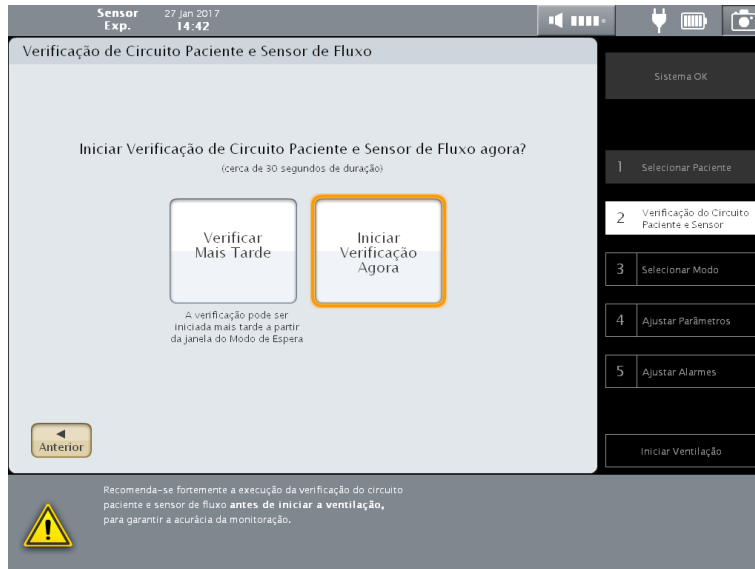 Sensor 27 Jan 2017
Exp. 14:42
Verificação de Circuito Paciente e Sensor de Fluxo
Iniciar Verificação de Circuito Paciente e Sensor de Fluxo agora?
(cerca de 30 segundos de duração)
Verificar
Mais Tarde
Iniciar
Verificação
Agora
A verificação pode ser
iniciada mais tarde a partir
da janela do Modo de Espera
Anterior
Sistema OK
1 Selecionar Paciente
2 Verificação do Circuito
Paciente e Sensor
3 Selecionar Modo
4 Ajustar Parâmetros
5 Ajustar Alarmes
Iniciar Ventilação
Recomenda-se fortemente a execução da verificação do circuito
paciente e sensor de fluxo antes de iniciar a ventilação,
para garantir a acurácia da monitoração.